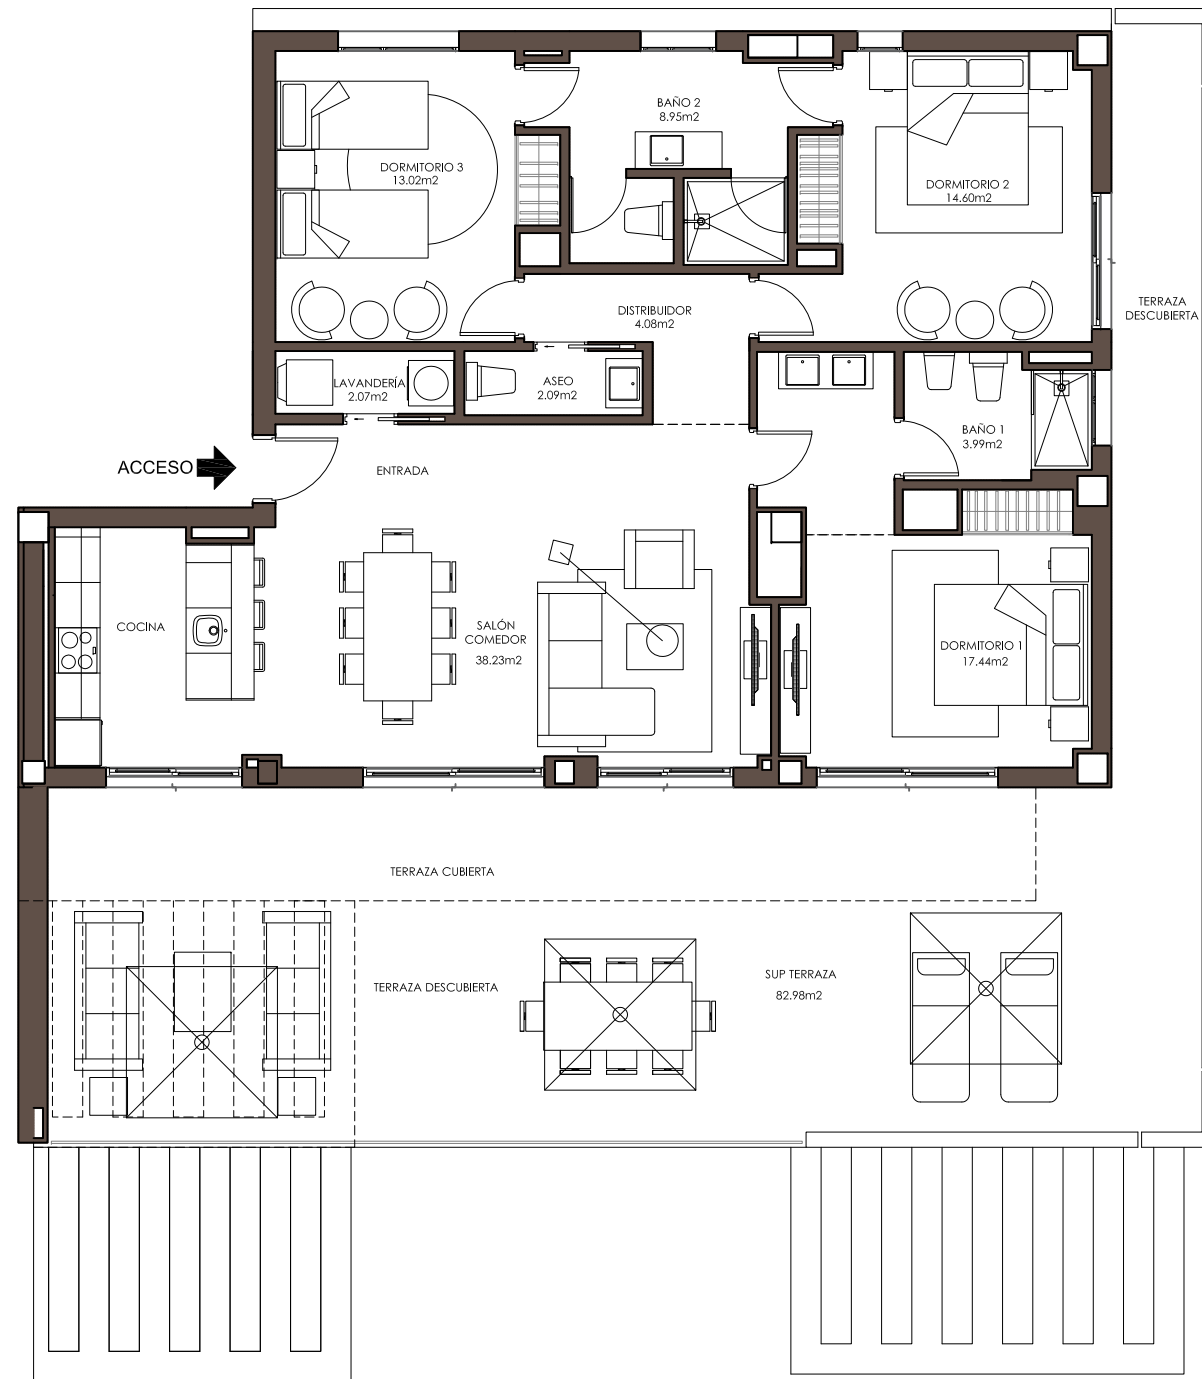 BAÑO 2
8.95m2
DORMITORIO 3
13.02m2
DORMITORIO 2
14.60m2
DISTRIBUIDOR
4.08m2
TERRAZA
DESCUBIERTA
LAVANDERÍA
2.07m2
ASEO
2.09m2
BAÑO 1
3.99m2
ACCESO
ENTRADA
COCINA
SALÓN
COMEDOR
38.23m2
DORMITORIO 1
17.44m2
TERRAZA CUBIERTA
TERRAZA DESCUBIERTA
SUP TERRAZA
82.98m2